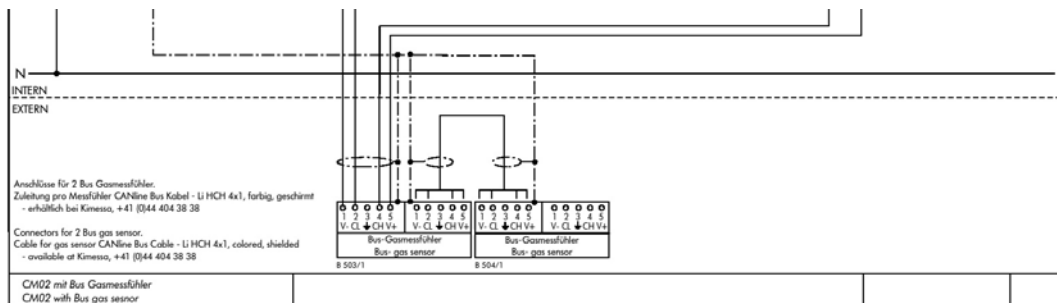 N
INTERN
EXTERN
Anschlüsse für 2 Bus Gasmessfühler.
Zuleitung pro Messfühler CANline Bus Kabel - Li HCH 4x1, farbig, geschirmt
- erhältlich bei Kimessa, +41 (0)44 404 38 38
Connectors for 2 Bus gas sensor.
Cable for gas sensor CANline Bus Cable - Li HCH 4x1, colored, shielded
- available at Kimessa, +41 (0)44 404 38 38
1 2 3 4 5 1 2 3 4 5 1 2 3 4 5 1 2 3 4 5
V- CL CH V+ V- CL CH V+ V- CL CH V+ V- CL CH V+
Bus-Gasmessfühler Bus-Gasmessfühler
Bus- gas sensor Bus- gas sensor
B 503/1 B 504/1
CM02 mit Bus Gasmessfühler
CM02 with Bus gas sesnor